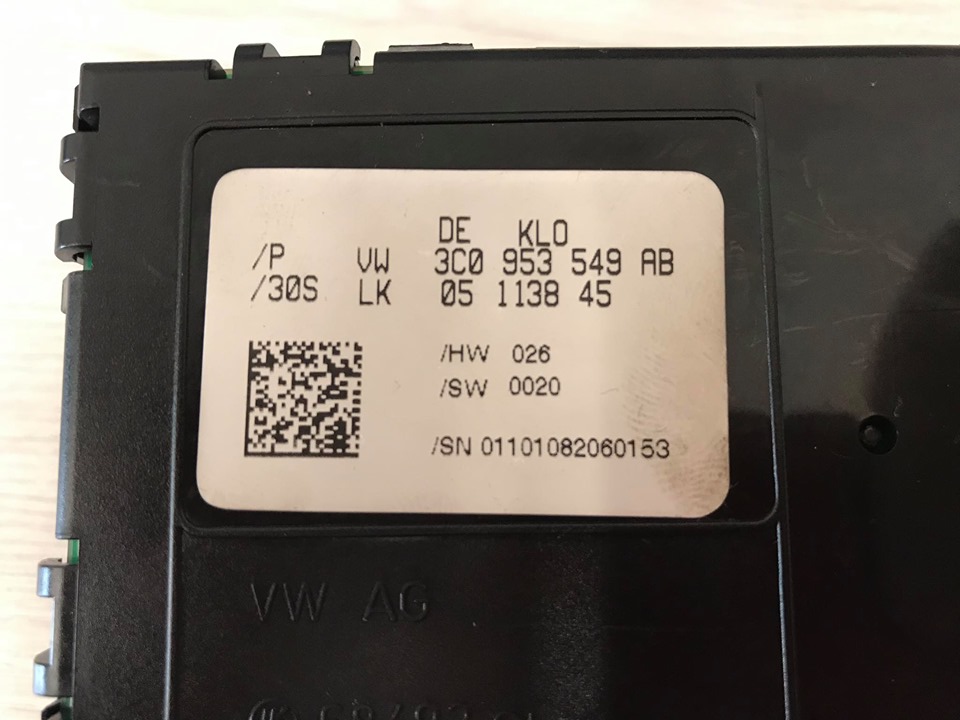 DE KLO
/P VW 3C0 953 549 AB
/30S LK 05 1138 45
/HW 026
/SW 0020
/SN 01101082060153
VW AG